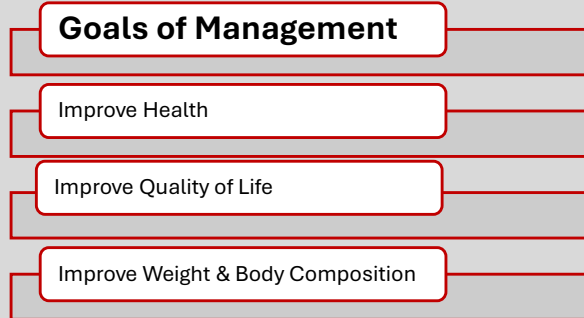 Goals of Management
Improve Health
Improve Quality of Life
Improve Weight & Body Composition